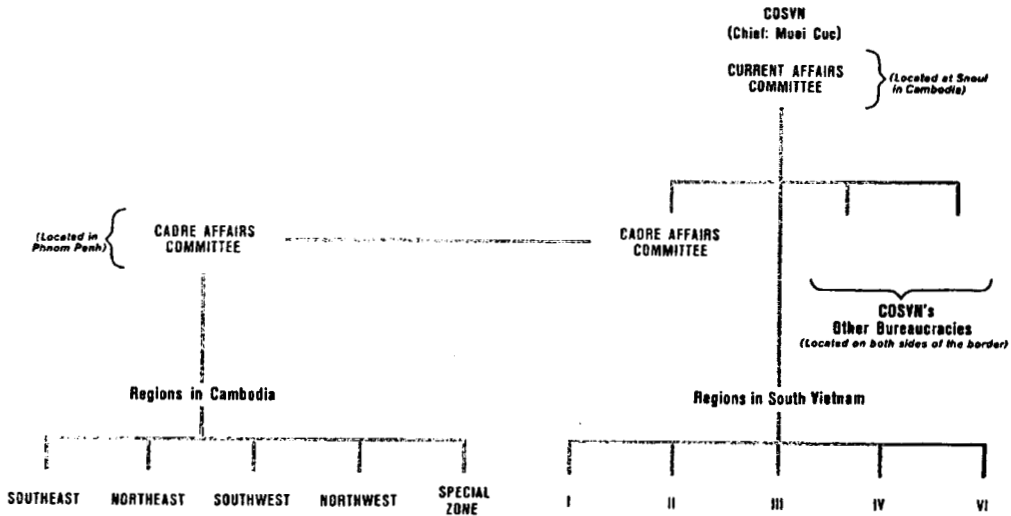 COSVN
(Chief: Muoi Cuc)
CURRENT AFFAIRS
COMMITTEE
(Located at Snoul
in Cambodia)
(Located in
Phnom Penh)
CADRE AFFAIRS
COMMITTEE
CADRE AFFAIRS
COMMITTEE
COSVN's
Other Bureaucracies
(Located on both sides of the border)
Regions in Cambodia
Regions in South Vietnam
SOUTHEAST
NORTHEAST
SOUTHWEST
NORTHWEST
SPECIAL
ZONE
I
II
III
IV
VI